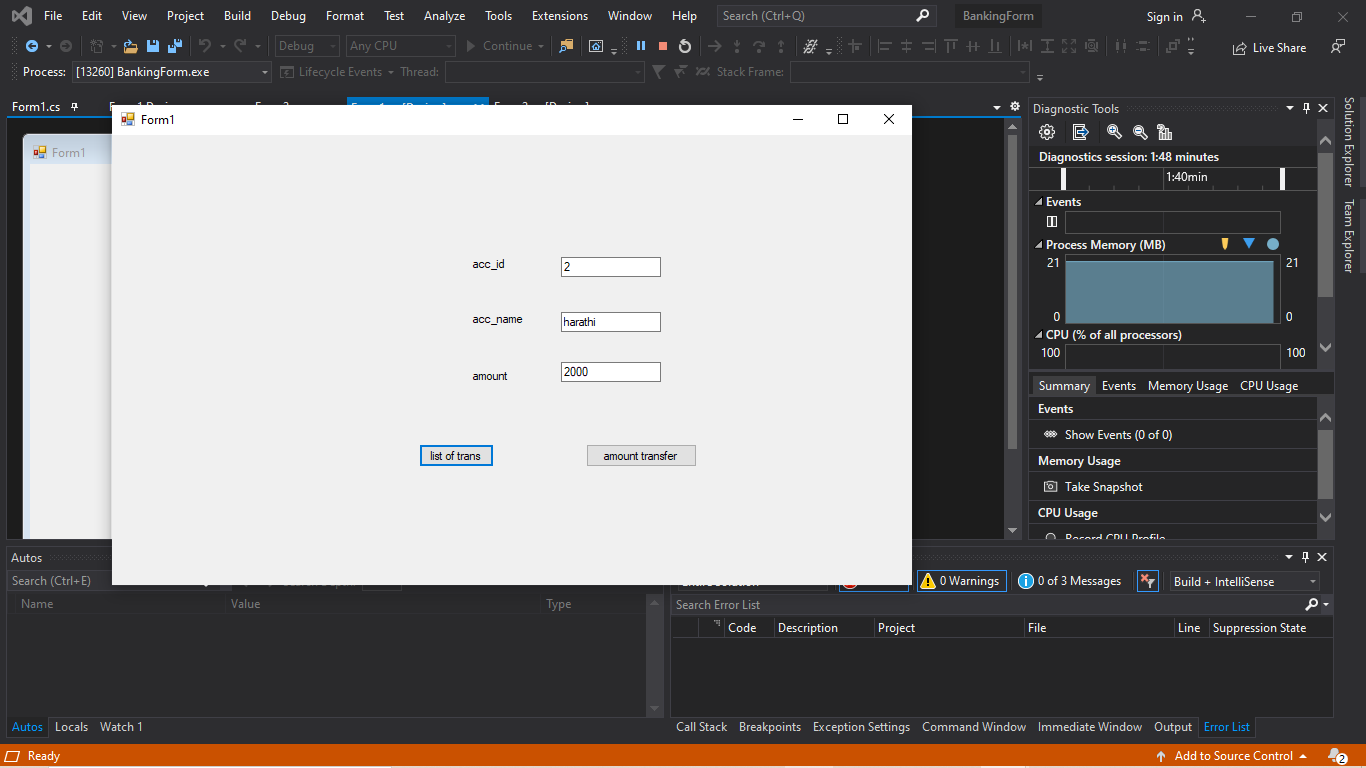 File Edit View Project Build Debug Format Test Analyze Tools Extensions Window Help Search (Ctrl+Q) BankingForm Sign in
Debug Any CPU Continue Live Share
Process: [13260] BankingForm.exe Lifecycle Events Thread: Stack Frame:
Form1.cs
Form1
Form1
acc_id 2
acc_name harathi
amount 2000
list of trans amount transfer
Diagnostic Tools
Diagnostics session: 1:48 minutes
1:40min
Events
Process Memory (MB)
21 21
0 0
CPU (% of all processors)
100 100
Summary Events Memory Usage CPU Usage
Events
Show Events (0 of 0)
Memory Usage
Take Snapshot
CPU Usage
Record CPU Profile
Solution Explorer
Team Explorer
Autos
Search (Ctrl+E)
Name Value Type
0 Warnings 0 of 3 Messages Build + IntelliSense
Search Error List
Code Description Project File Line Suppression State
Autos Locals Watch 1
Call Stack Breakpoints Exception Settings Command Window Immediate Window Output Error List
Ready Add to Source Control 2